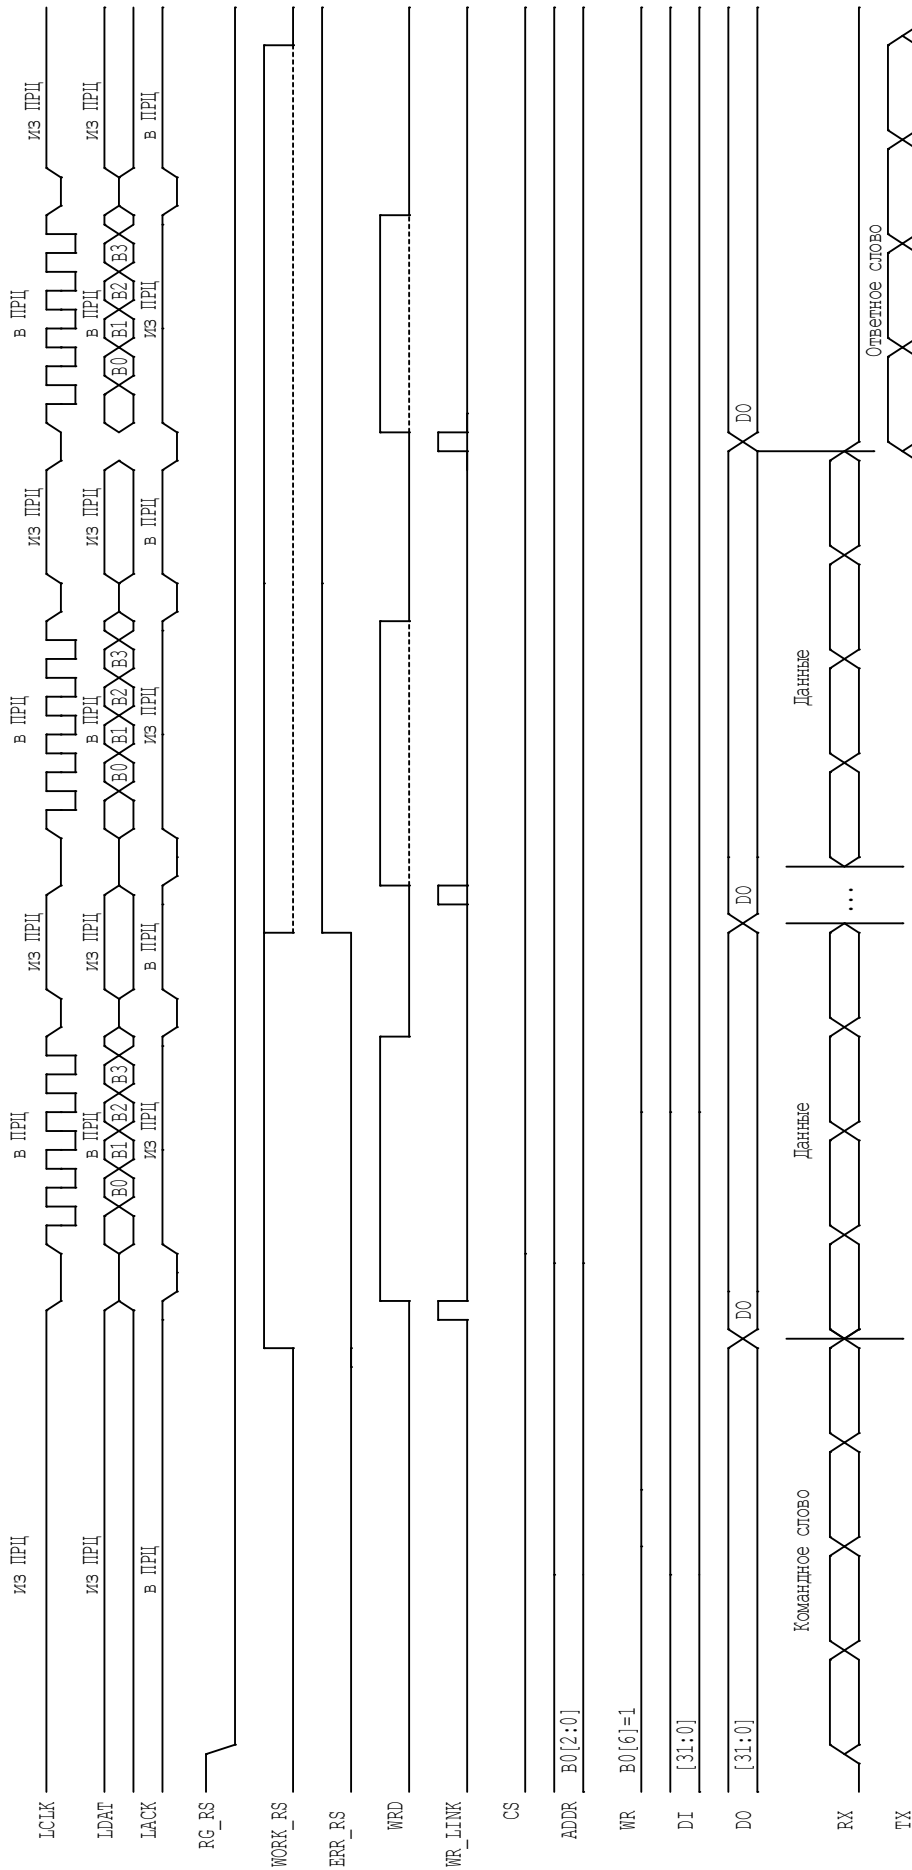 LCLK
из ПРЦ
в ПРЦ
из ПРЦ
в ПРЦ
из ПРЦ
в ПРЦ
из ПРЦ
LDAT
из ПРЦ
в ПРЦ
B0 B1 B2 B3
из ПРЦ
в ПРЦ
B0 B1 B2 B3
из ПРЦ
в ПРЦ
B0 B1 B2 B3
из ПРЦ
LACK
в ПРЦ
из ПРЦ
в ПРЦ
из ПРЦ
в ПРЦ
из ПРЦ
в ПРЦ
RG_RS
WORK_RS
ERR_RS
WRD
WR_LINK
CS
ADDR
B0[2:0]
WR
B0[6]=1
DI
[31:0]
DO
[31:0]
DO
DO
DO
RX
Командное слово
Данные
...
Данные
TX
Ответное слово